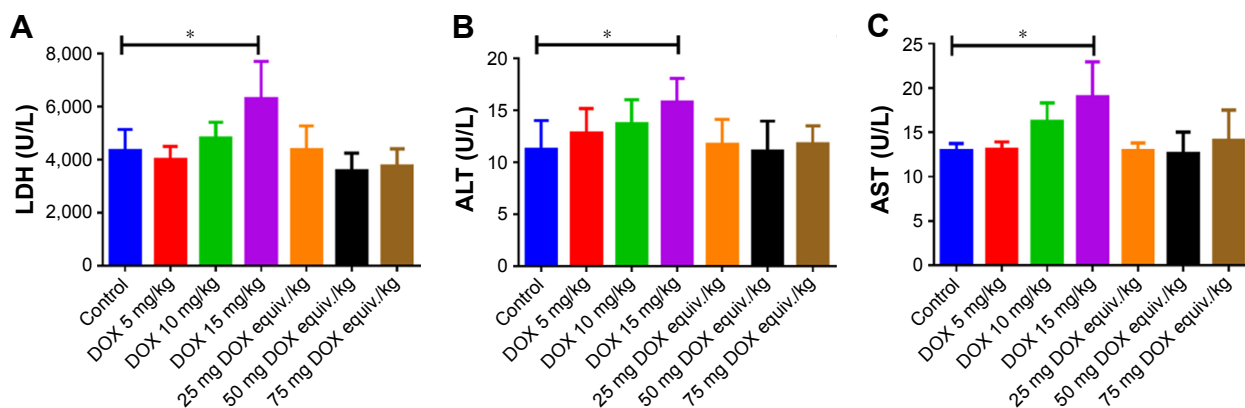 A
*
LDH (U/L)
8,000
6,000
4,000
2,000
0
Control
DOX 5 mg/kg
DOX 10 mg/kg
DOX 15 mg/kg
25 mg DOX equiv./kg
50 mg DOX equiv./kg
75 mg DOX equiv./kg
B
*
ALT (U/L)
20
15
10
5
0
Control
DOX 5 mg/kg
DOX 10 mg/kg
DOX 15 mg/kg
25 mg DOX equiv./kg
50 mg DOX equiv./kg
75 mg DOX equiv./kg
C
*
AST (U/L)
25
20
15
10
5
0
Control
DOX 5 mg/kg
DOX 10 mg/kg
DOX 15 mg/kg
25 mg DOX equiv./kg
50 mg DOX equiv./kg
75 mg DOX equiv./kg